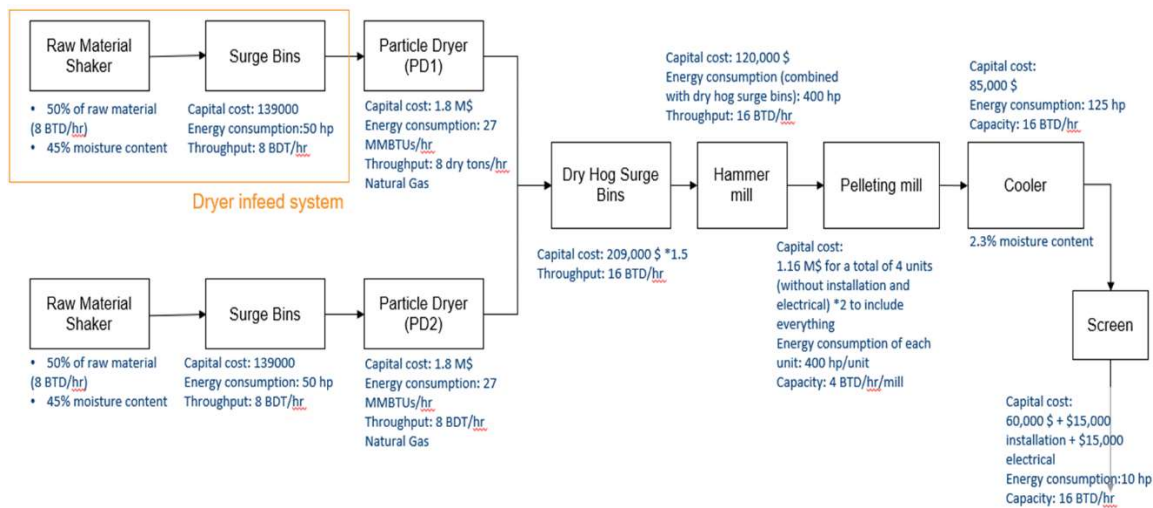 Raw Material
Shaker
Surge Bins
Particle Dryer
(PD1)
• 50% of raw material
(8 BTD/hr)
• 45% moisture content
Capital cost: 139000
Energy consumption:50 hp
Throughput: 8 BDT/hr
Capital cost: 1.8 M$
Energy consumption: 27
MMBTUs/hr
Throughput: 8 dry tons/hr
Natural Gas
Dryer infeed system
Raw Material
Shaker
Surge Bins
Particle Dryer
(PD2)
• 50% of raw material
(8 BTD/hr)
• 45% moisture content
Capital cost: 139000
Energy consumption: 50 hp
Throughput: 8 BDT/hr
Capital cost: 1.8 M$
Energy consumption: 27
MMBTUs/hr
Throughput: 8 BDT/hr
Natural Gas
Dry Hog Surge
Bins
Capital cost: 209,000 $ *1.5
Throughput: 16 BTD/hr
Capital cost: 120,000 $
Energy consumption (combined
with dry hog surge bins): 400 hp
Throughput: 16 BTD/hr
Hammer
mill
Pelleting mill
Capital cost:
1.16 M$ for a total of 4 units
(without installation and
electrical) *2 to include
everything
Energy consumption of each
unit: 400 hp/unit
Capacity: 4 BTD/hr/mill
Capital cost:
85,000 $
Energy consumption: 125 hp
Capacity: 16 BTD/hr
Cooler
2.3% moisture content
Screen
Capital cost:
60,000 $ + $15,000
installation + $15,000
electrical
Energy consumption:10 hp
Capacity: 16 BTD/hr